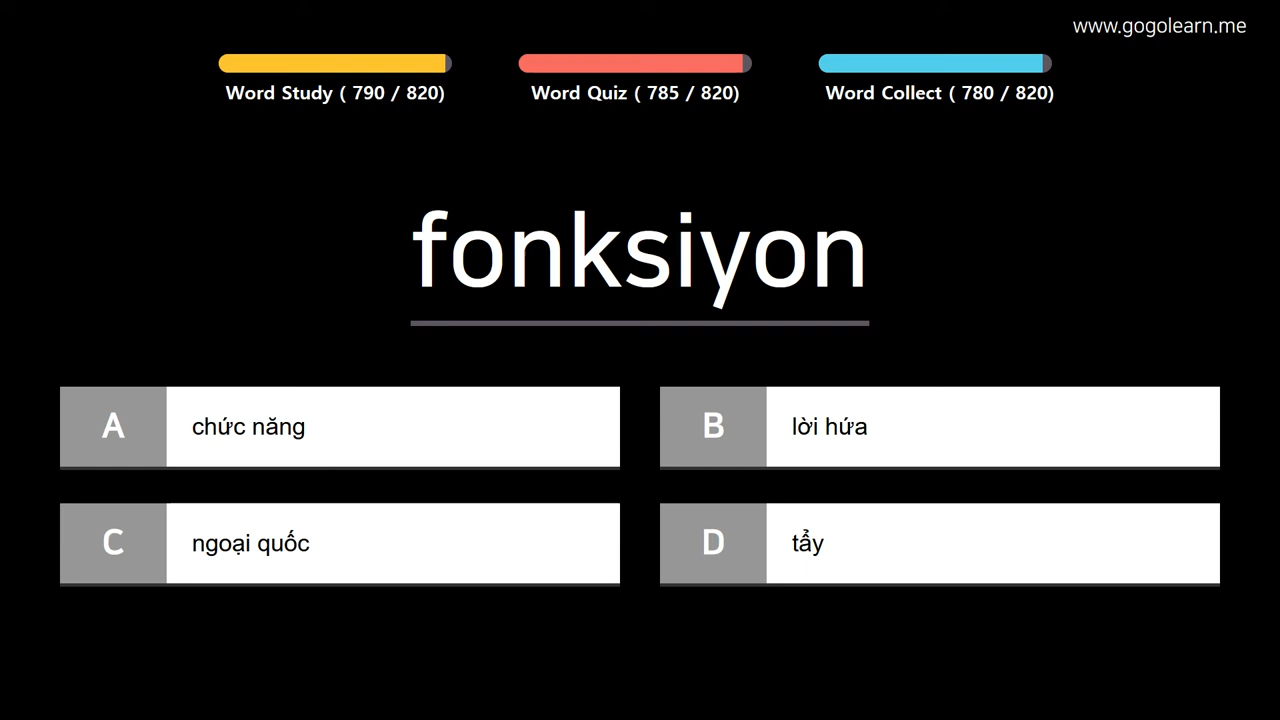 www.gogolearn.me
Word Study ( 790 / 820)
Word Quiz ( 785 / 820)
Word Collect ( 780 / 820)
fonksiyon
A chức năng
B lời hứa
C ngoại quốc
D tẩy